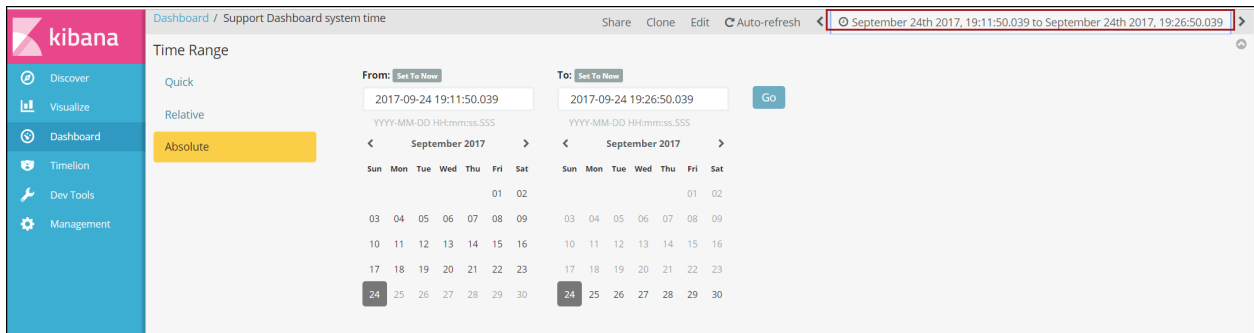 kibana
Discover
Visualize
Dashboard
Timelion
Dev Tools
Management
Dashboard / Support Dashboard system time
Share Clone Edit Auto-refresh September 24th 2017, 19:11:50.039 to September 24th 2017, 19:26:50.039
Time Range
Quick
Relative
Absolute
From: Set To Now
2017-09-24 19:11:50.039
YYYY-MM-DD HH:mm:ss.SSS
September 2017
Sun Mon Tue Wed Thu Fri Sat
01 02
03 04 05 06 07 08 09
10 11 12 13 14 15 16
17 18 19 20 21 22 23
24 25 26 27 28 29 30
To: Set To Now
2017-09-24 19:26:50.039
YYYY-MM-DD HH:mm:ss.SSS
September 2017
Sun Mon Tue Wed Thu Fri Sat
01 02
03 04 05 06 07 08 09
10 11 12 13 14 15 16
17 18 19 20 21 22 23
24 25 26 27 28 29 30
Go